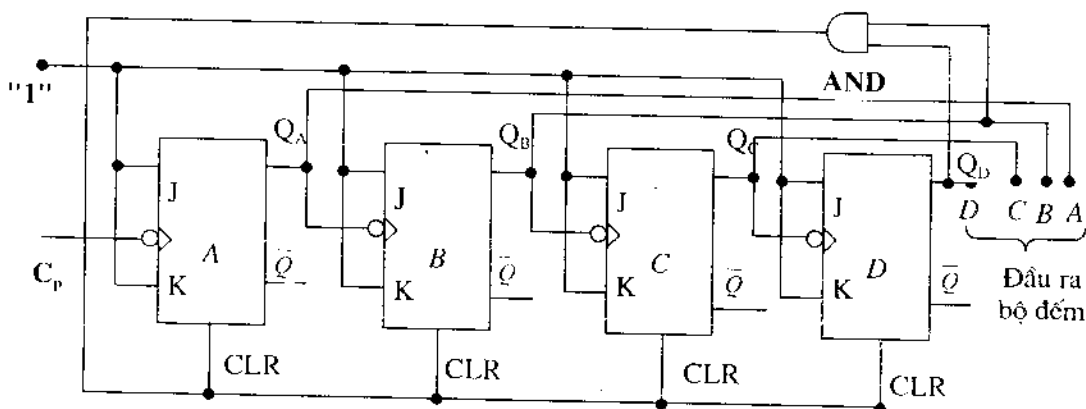 AND
"1"
Q_A
Q_B
Q_C
Q_D
J
J
J
J
D C B A
C_p
A
B
C
D
Q̅
Q̅
Q̅
Q̅
K
K
K
K
Đầu ra
bộ đếm
CLR
CLR
CLR
CLR